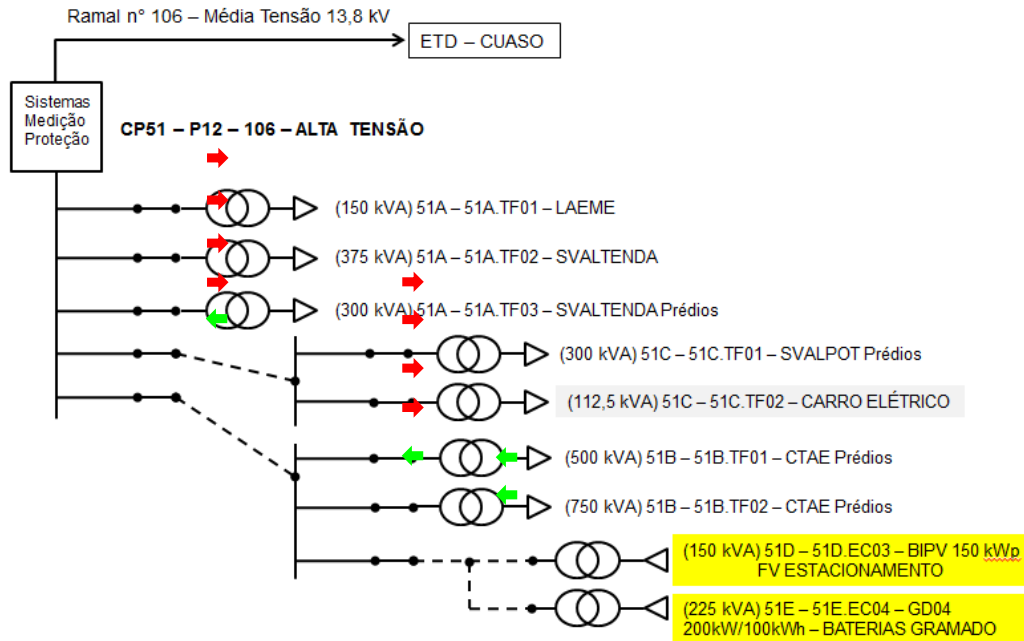 Ramal n° 106 – Média Tensão 13,8 kV
ETD – CUASO
Sistemas
Medição
Proteção
CP51 – P12 – 106 – ALTA TENSÃO
(150 kVA) 51A – 51A.TF01 – LAEME
(375 kVA) 51A – 51A.TF02 – SVALTENDA
(300 kVA) 51A – 51A.TF03 – SVALTENDA Prédios
(300 kVA) 51C – 51C.TF01 – SVALPOT Prédios
(112,5 kVA) 51C – 51C.TF02 – CARRO ELÉTRICO
(500 kVA) 51B – 51B.TF01 – CTAE Prédios
(750 kVA) 51B – 51B.TF02 – CTAE Prédios
(150 kVA) 51D – 51D.EC03 – BIPV 150 kWp
FV ESTACIONAMENTO
(225 kVA) 51E – 51E.EC04 – GD04
200kW/100kWh – BATERIAS GRAMADO